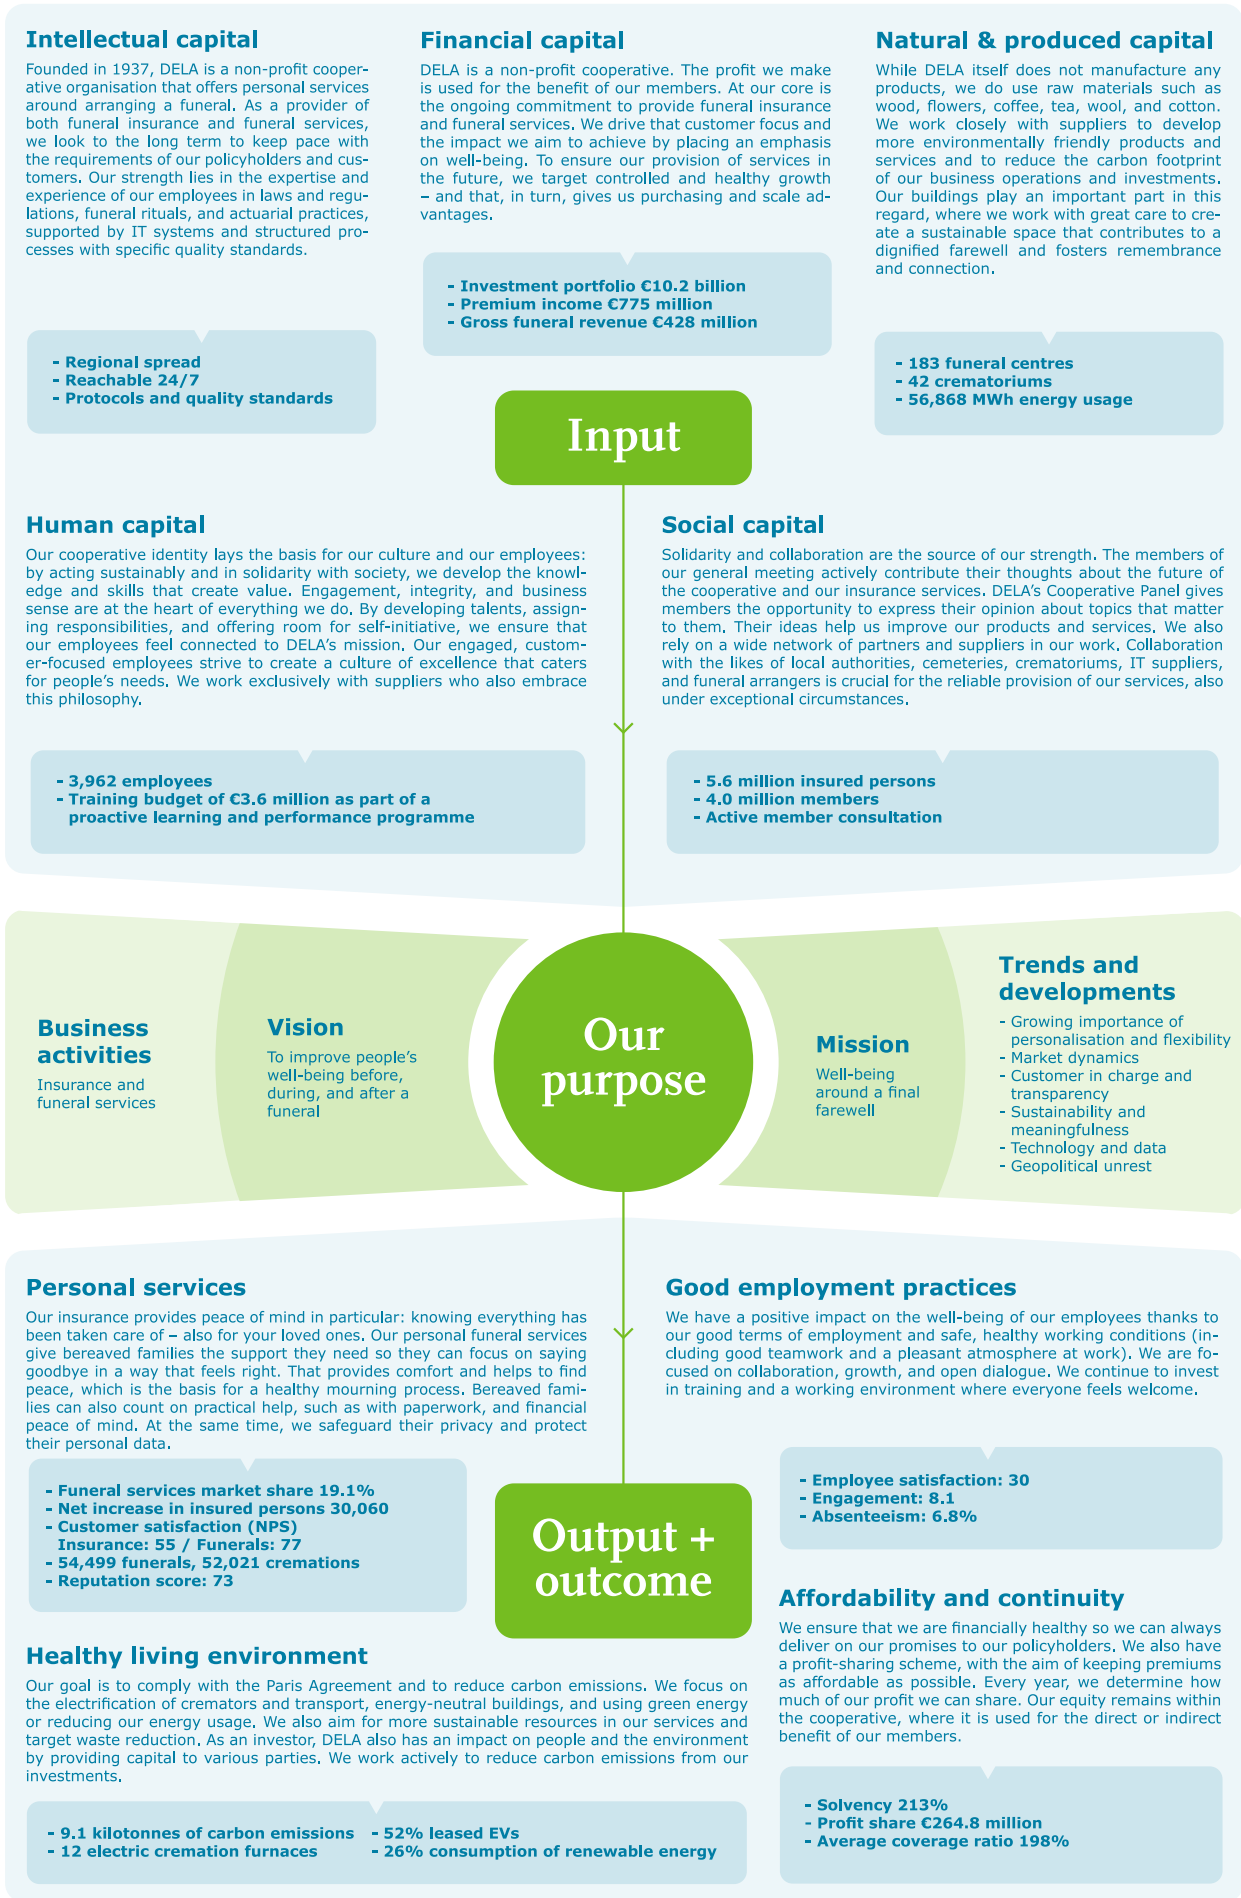 Intellectual capital
Founded in 1937, DELA is a non-profit cooper-
ative organisation that offers personal services
around arranging a funeral. As a provider of
both funeral insurance and funeral services,
we look to the long term to keep pace with
the requirements of our policyholders and cus-
tomers. Our strength lies in the expertise and
experience of our employees in laws and regu-
lations, funeral rituals, and actuarial practices,
supported by IT systems and structured pro-
cesses with specific quality standards.
- Regional spread
- Reachable 24/7
- Protocols and quality standards
Financial capital
DELA is a non-profit cooperative. The profit we make
is used for the benefit of our members. At our core is
the ongoing commitment to provide funeral insurance
and funeral services. We drive that customer focus and
the impact we aim to achieve by placing an emphasis
on well-being. To ensure our provision of services in
the future, we target controlled and healthy growth
– and that, in turn, gives us purchasing and scale ad-
vantages.
- Investment portfolio €10.2 billion
- Premium income €775 million
- Gross funeral revenue €428 million
Natural & produced capital
While DELA itself does not manufacture any
products, we do use raw materials such as
wood, flowers, coffee, tea, wool, and cotton.
We work closely with suppliers to develop
more environmentally friendly products and
services and to reduce the carbon footprint
of our business operations and investments.
Our buildings play an important part in this
regard, where we work with great care to cre-
ate a sustainable space that contributes to a
dignified farewell and fosters remembrance
and connection.
- 183 funeral centres
- 42 crematoriums
- 56,868 MWh energy usage
Input
Human capital
Our cooperative identity lays the basis for our culture and our employees:
by acting sustainably and in solidarity with society, we develop the knowl-
edge and skills that create value. Engagement, integrity, and business
sense are at the heart of everything we do. By developing talents, assign-
ing responsibilities, and offering room for self-initiative, we ensure that
our employees feel connected to DELA's mission. Our engaged, custom-
er-focused employees strive to create a culture of excellence that caters
for people's needs. We work exclusively with suppliers who also embrace
this philosophy.
- 3,962 employees
- Training budget of €3.6 million as part of a
proactive learning and performance programme
Social capital
Solidarity and collaboration are the source of our strength. The members of
our general meeting actively contribute their thoughts about the future of
the cooperative and our insurance services. DELA's Cooperative Panel gives
members the opportunity to express their opinion about topics that matter
to them. Their ideas help us improve our products and services. We also
rely on a wide network of partners and suppliers in our work. Collaboration
with the likes of local authorities, cemeteries, crematoriums, IT suppliers,
and funeral arrangers is crucial for the reliable provision of our services, also
under exceptional circumstances.
- 5.6 million insured persons
- 4.0 million members
- Active member consultation
Business
activities
Insurance and
funeral services
Vision
To improve people's
well-being before,
during, and after a
funeral
Our
purpose
Mission
Well-being
around a final
farewell
Trends and
developments
- Growing importance of
personalisation and flexibility
- Market dynamics
- Customer in charge and
transparency
- Sustainability and
meaningfulness
- Technology and data
- Geopolitical unrest
Personal services
Our insurance provides peace of mind in particular: knowing everything has
been taken care of – also for your loved ones. Our personal funeral services
give bereaved families the support they need so they can focus on saying
goodbye in a way that feels right. That provides comfort and helps to find
peace, which is the basis for a healthy mourning process. Bereaved fami-
lies can also count on practical help, such as with paperwork, and financial
peace of mind. At the same time, we safeguard their privacy and protect
their personal data.
- Funeral services market share 19.1%
- Net increase in insured persons 30,060
- Customer satisfaction (NPS)
Insurance: 55 / Funerals: 77
- 54,499 funerals, 52,021 cremations
- Reputation score: 73
Good employment practices
We have a positive impact on the well-being of our employees thanks to
our good terms of employment and safe, healthy working conditions (in-
cluding good teamwork and a pleasant atmosphere at work). We are fo-
cused on collaboration, growth, and open dialogue. We continue to invest
in training and a working environment where everyone feels welcome.
- Employee satisfaction: 30
- Engagement: 8.1
- Absenteeism: 6.8%
Output +
outcome
Healthy living environment
Our goal is to comply with the Paris Agreement and to reduce carbon emissions. We focus on
the electrification of cremators and transport, energy-neutral buildings, and using green energy
or reducing our energy usage. We also aim for more sustainable resources in our services and
target waste reduction. As an investor, DELA also has an impact on people and the environment
by providing capital to various parties. We work actively to reduce carbon emissions from our
investments.
- 9.1 kilotonnes of carbon emissions
- 12 electric cremation furnaces
- 52% leased EVs
- 26% consumption of renewable energy
Affordability and continuity
We ensure that we are financially healthy so we can always
deliver on our promises to our policyholders. We also have
a profit-sharing scheme, with the aim of keeping premiums
as affordable as possible. Every year, we determine how
much of our profit we can share. Our equity remains within
the cooperative, where it is used for the direct or indirect
benefit of our members.
- Solvency 213%
- Profit share €264.8 million
- Average coverage ratio 198%